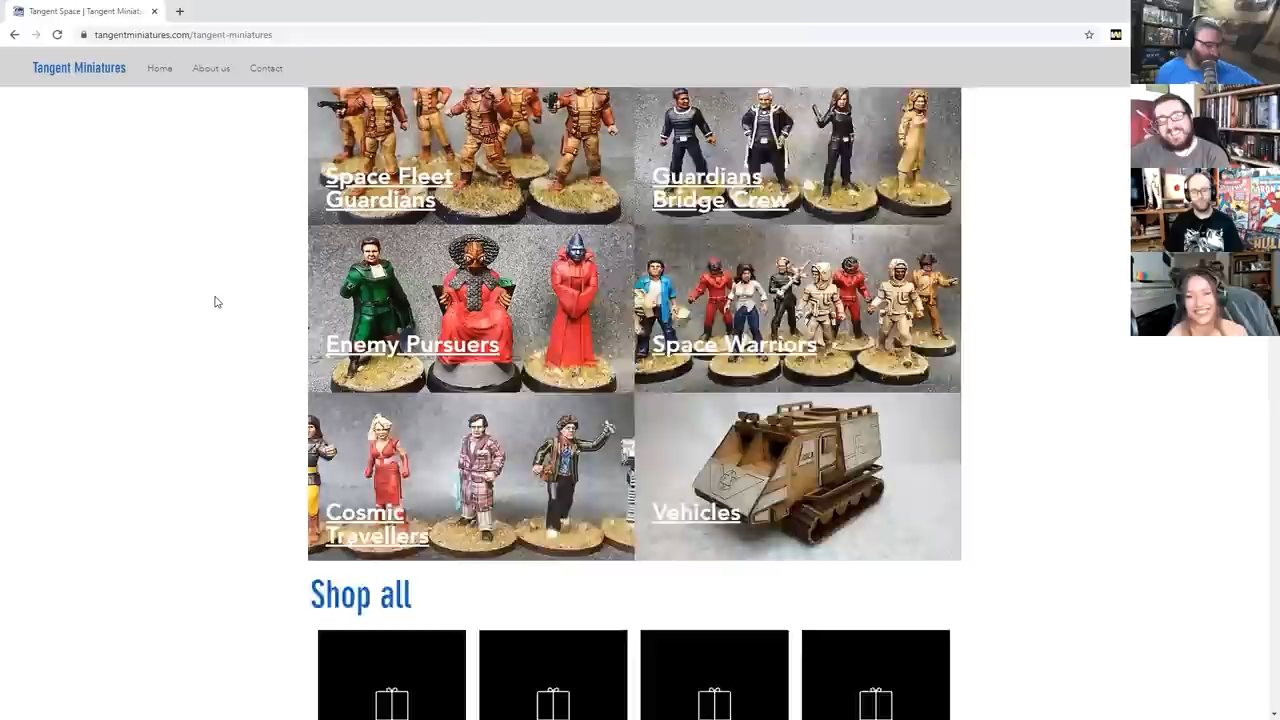 Tangent Space | Tangent Miniat
tangentminiatures.com/tangent-miniatures
Tangent Miniatures
Home
About us
Contact
Space Fleet
Guardians
Guardians
Bridge Crew
Enemy Pursuers
Space Warriors
Cosmic
Travellers
Vehicles
Shop all